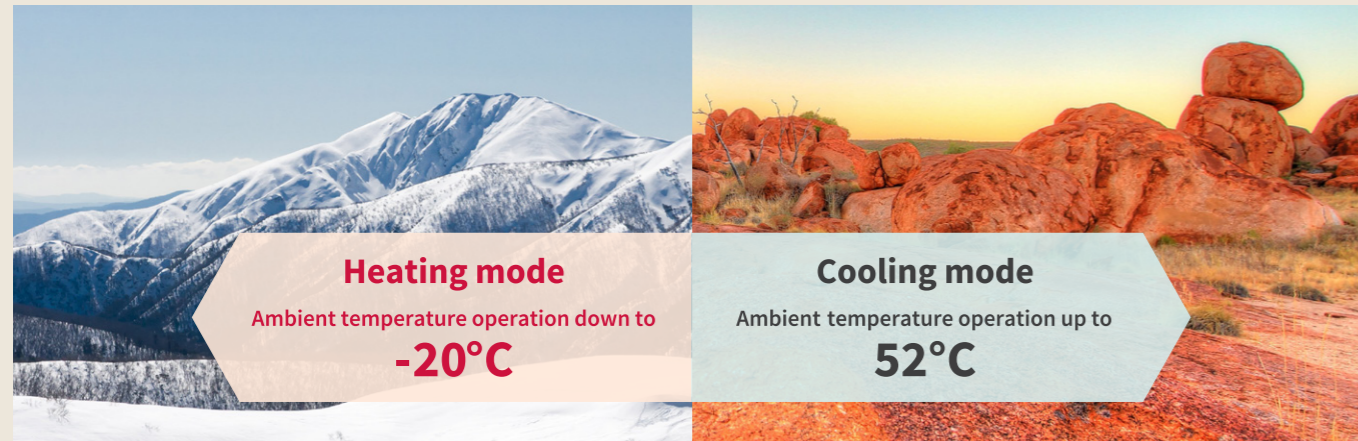 Heating mode
Ambient temperature operation down to
-20°C
Cooling mode
Ambient temperature operation up to
52°C